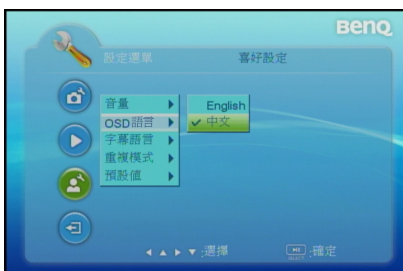 BenQ
設定選單 喜好設定
音量
OSD語言
字幕語言
重複模式
預設值
English
中文
:選擇
SELECT :確定